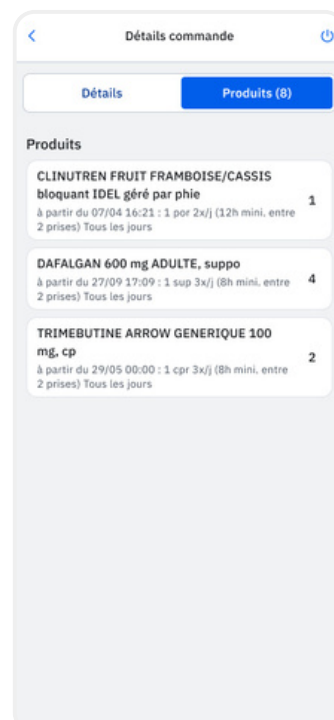 Détails commande
Détails
Produits (8)
Produits
CLINUTREN FRUIT FRAMBOISE/CASSIS
bloquant IDEL géré par phie
1
à partir du 07/04 16:21 : 1 por 2x/j (12h mini. entre
2 prises) Tous les jours
DAFALGAN 600 mg ADULTE, suppo
à partir du 27/09 17:09 : 1 sup 3x/j (8h mini. entre
4
2 prises) Tous les jours
TRIMEBUTINE ARROW GENERIQUE 100
mg, cp
2
à partir du 29/05 00:00 : 1 cpr 3x/j (8h mini. entre
2 prises) Tous les jours